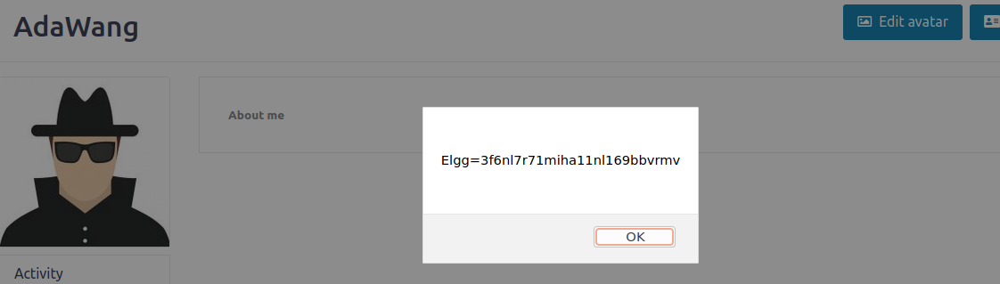 AdaWang
Edit avatar
About me
Elgg=3f6nl7r71miha11nl169bbvrmv
OK
Activity